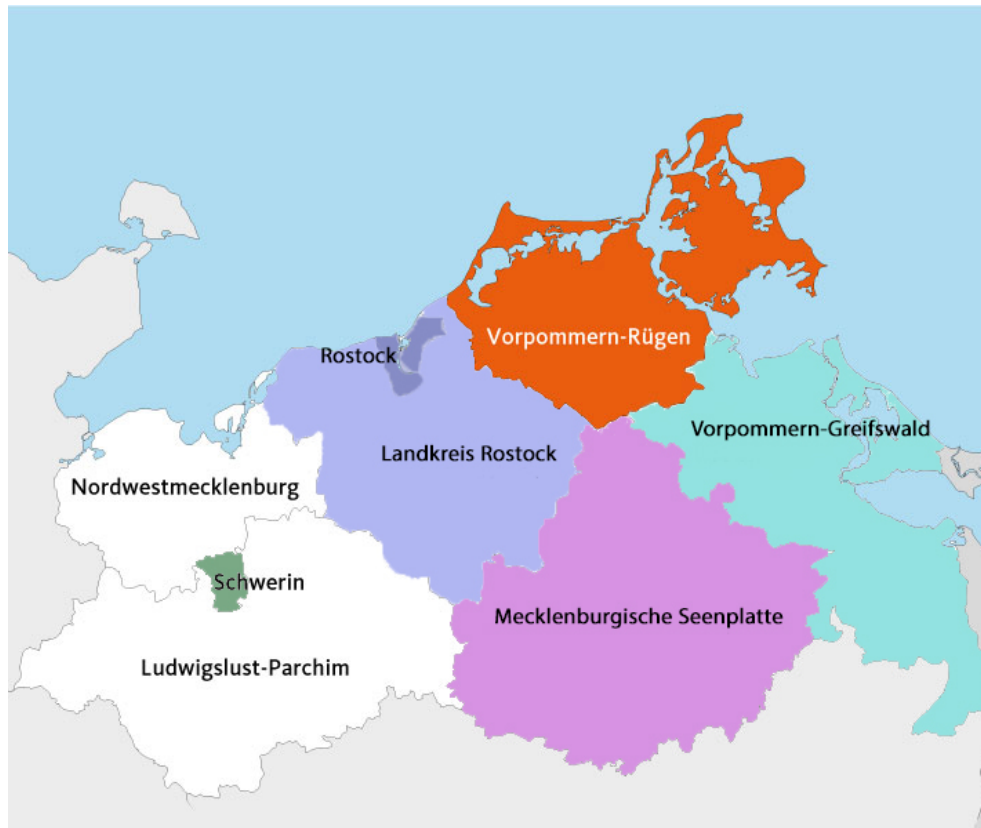 Vorpommern-Rügen
Rostock
Vorpommern-Greifswald
Landkreis Rostock
Nordwestmecklenburg
Schwerin
Mecklenburgische Seenplatte
Ludwigslust-Parchim